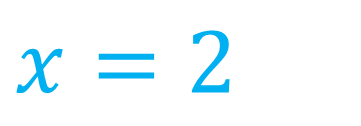 x = 2